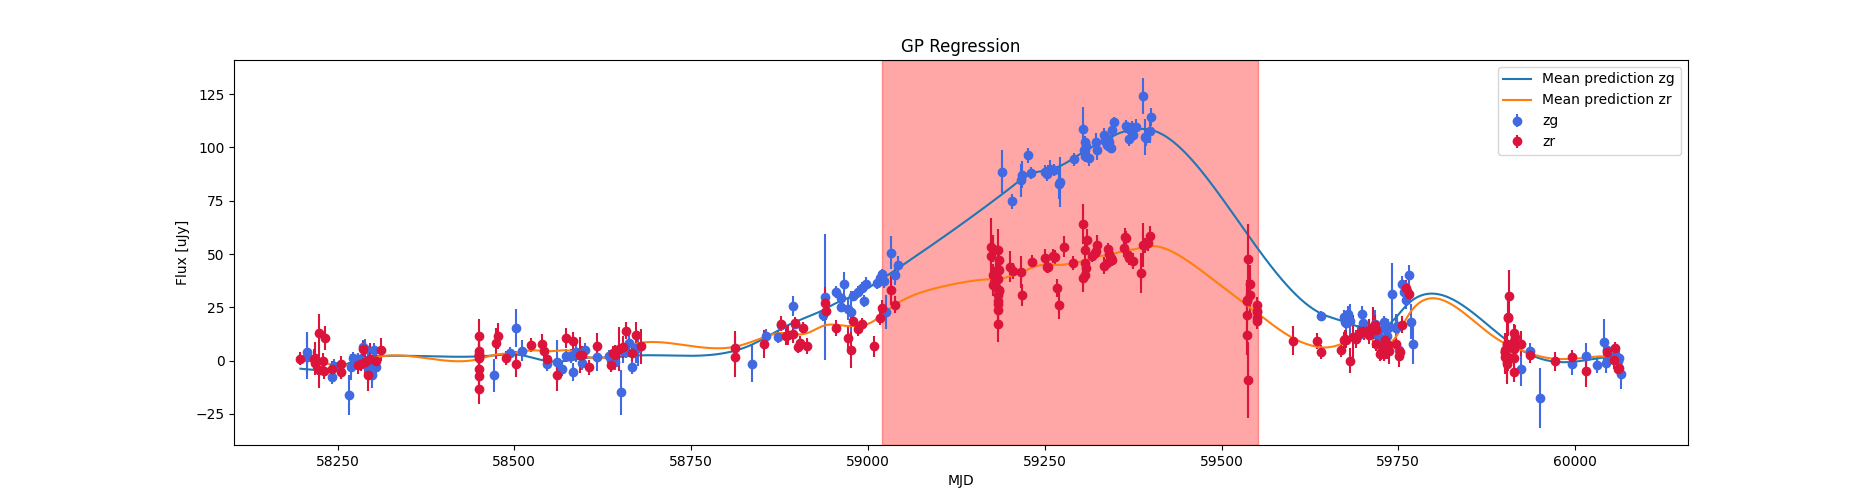 GP Regression
Flux [uJy]
125
100
75
50
25
0
−25
58250
58500
58750
59000
59250
59500
59750
60000
MJD
Mean prediction zg
Mean prediction zr
zg
zr